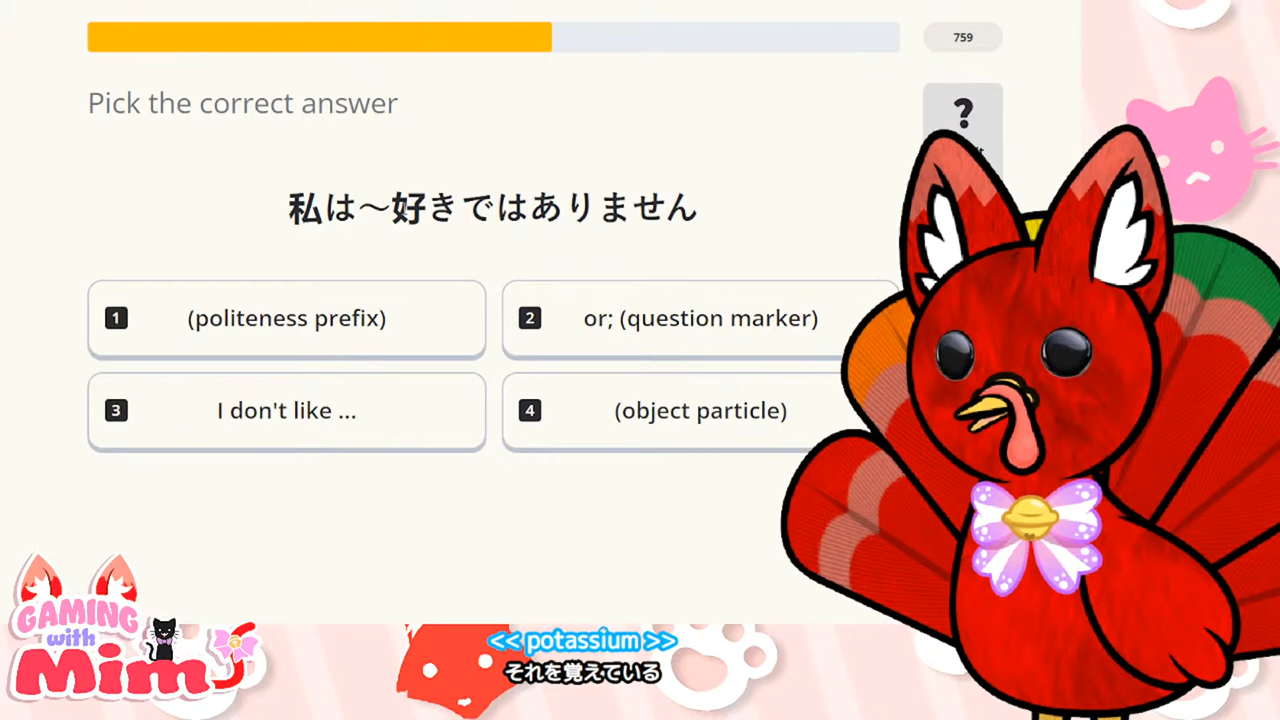 759
Pick the correct answer
?
私は～好きではありません
1 (politeness prefix)
2 or; (question marker)
3 I don't like ...
4 (object particle)
GAMING
with
Mim
<< potassium >>
それを覚えている